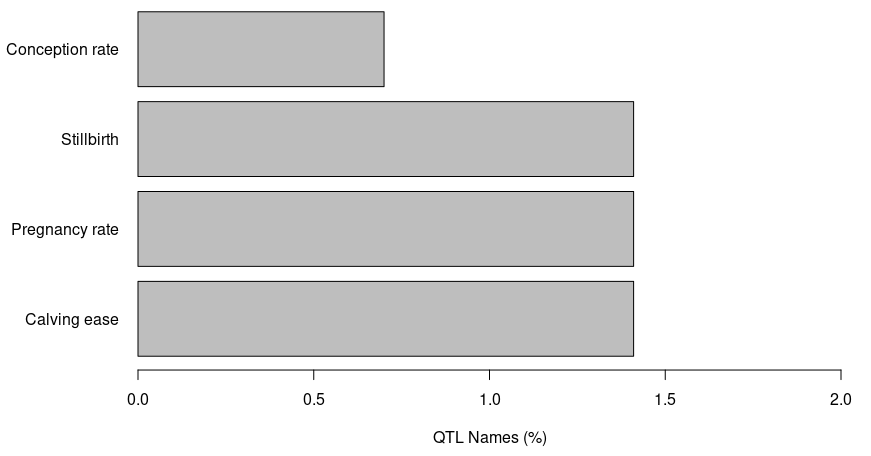 Conception rate
Stillbirth
Pregnancy rate
Calving ease
0.0 0.5 1.0 1.5 2.0
QTL Names (%)